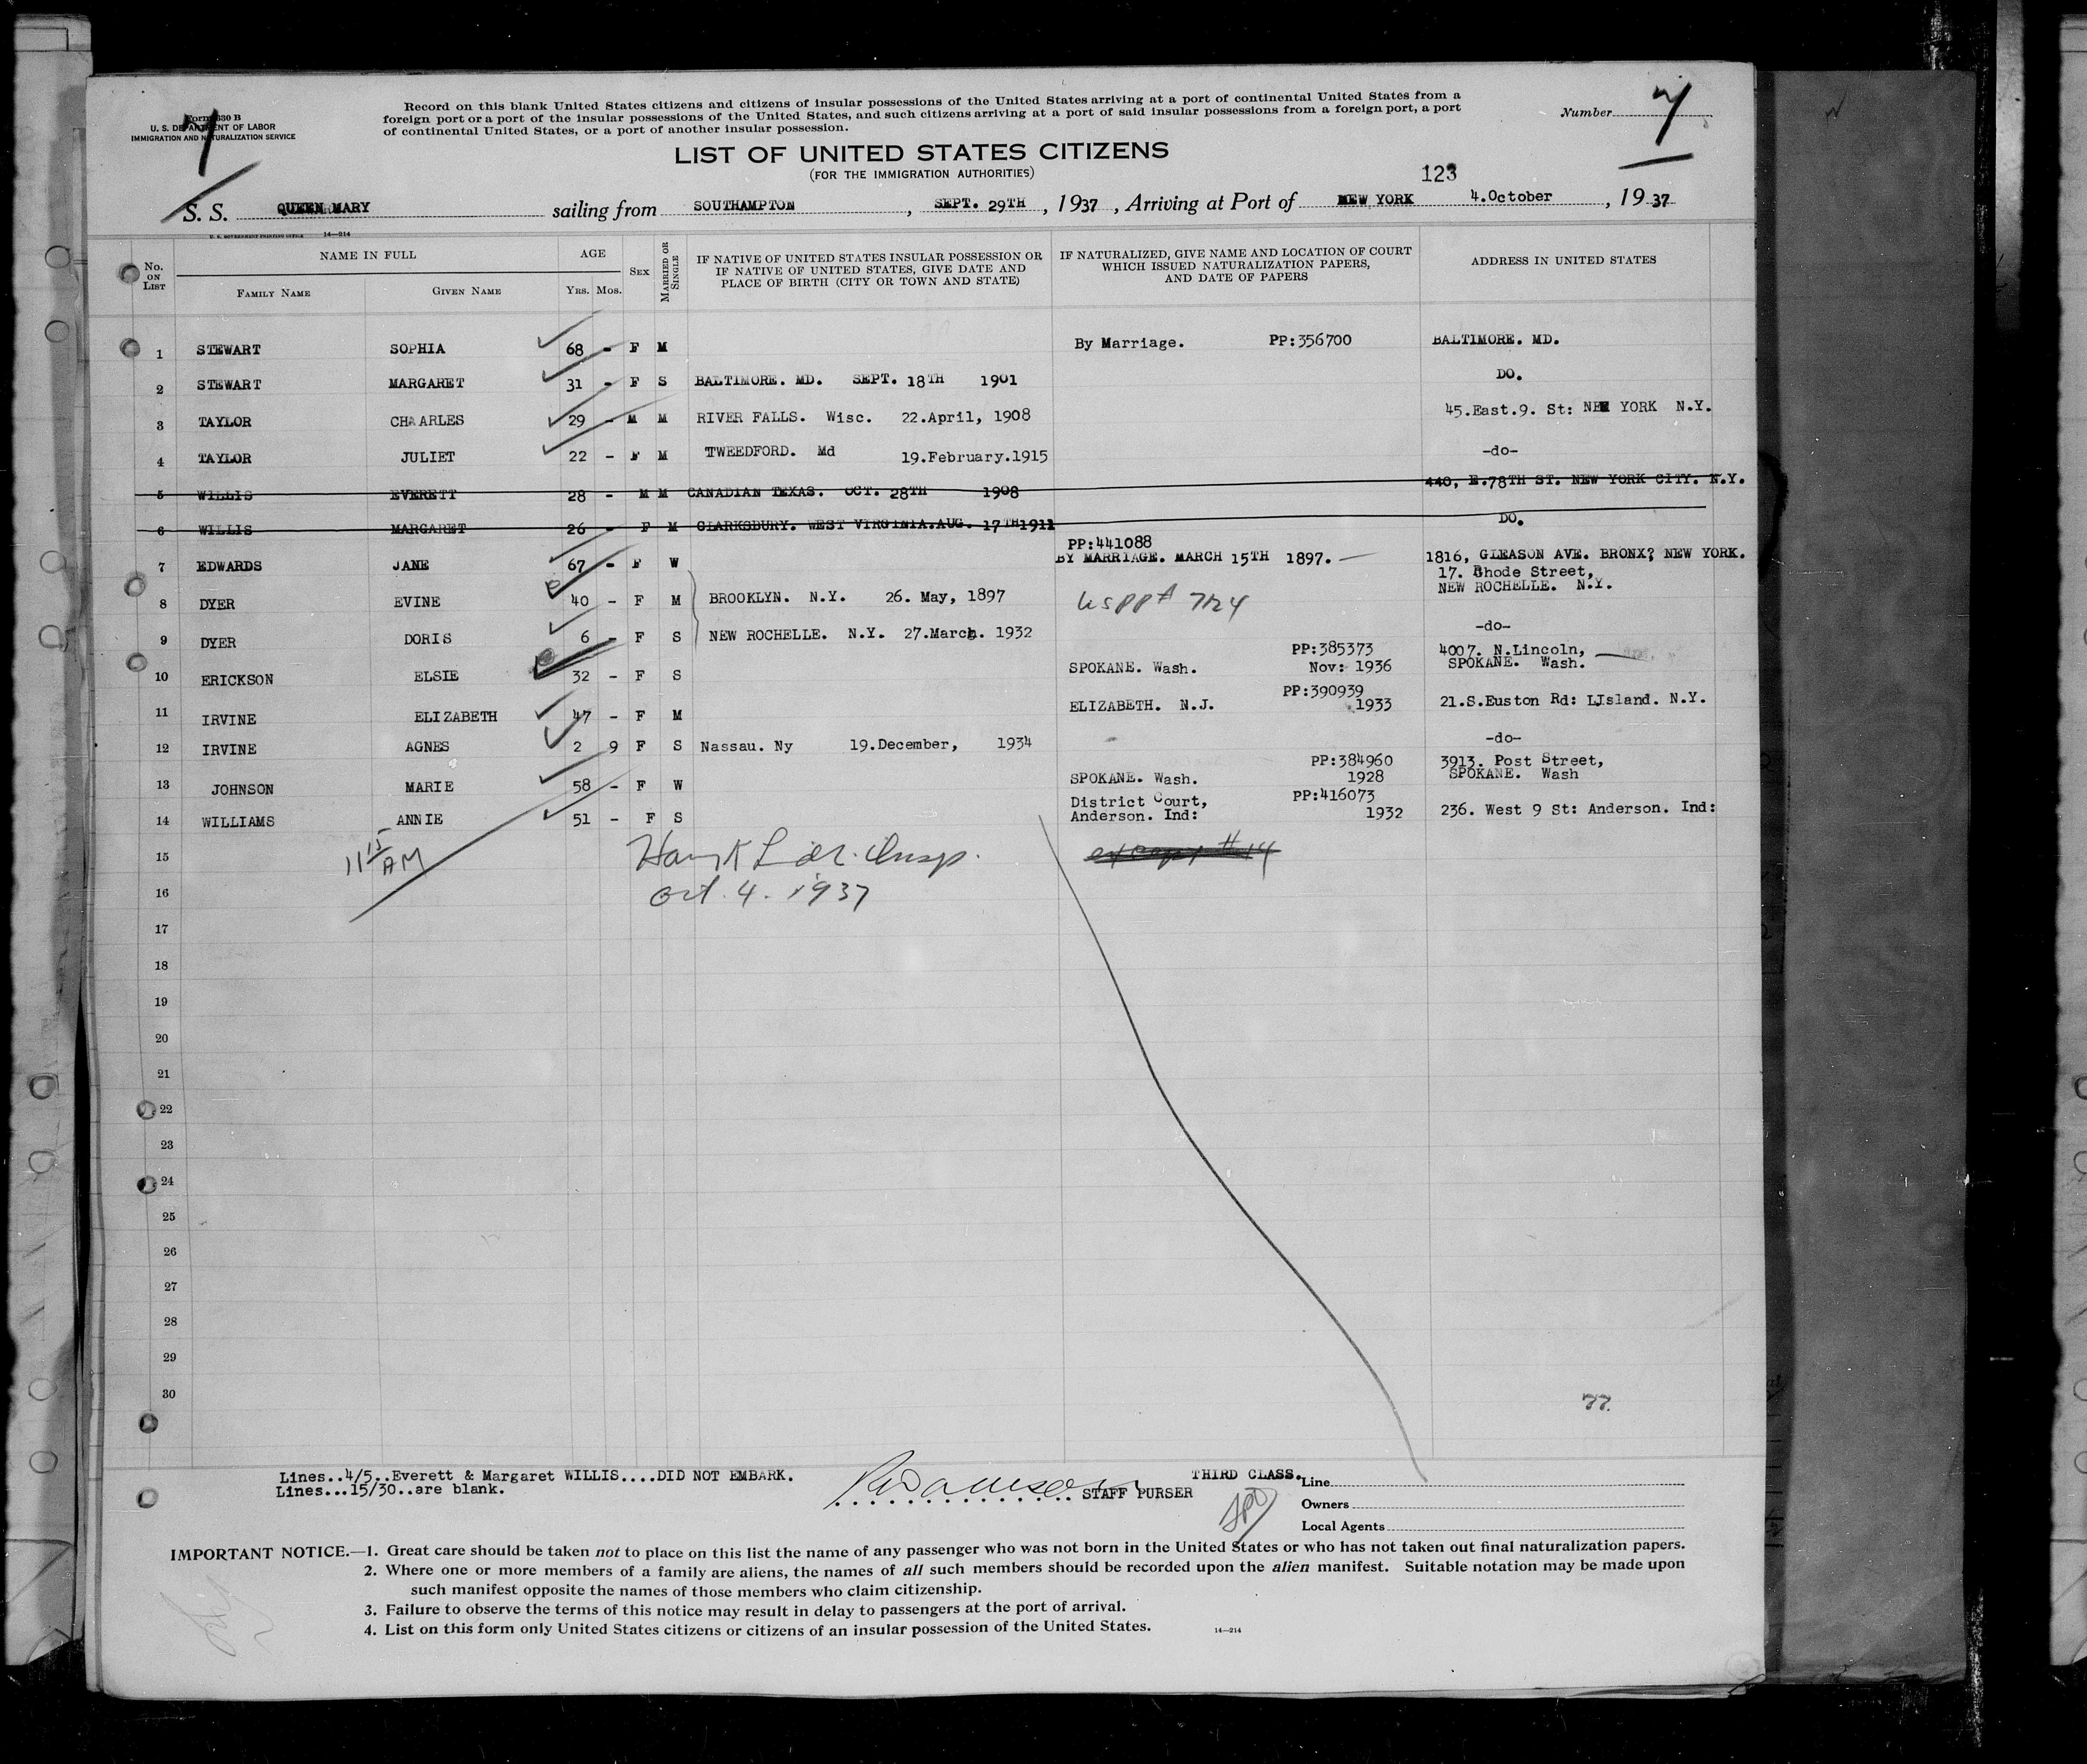 Form 630 B
U. S. DEPARTMENT OF LABOR
IMMIGRATION AND NATURALIZATION SERVICE
Record on this blank United States citizens and citizens of insular possessions of the United States arriving at a port of continental United States from a
foreign port or a port of the insular possessions of the United States, and such citizens arriving at a port of said insular possessions from a foreign port, a port
of continental United States, or a port of another insular possession.
Number 7
LIST OF UNITED STATES CITIZENS
(FOR THE IMMIGRATION AUTHORITIES)
123
S. S. QUEEN MARY sailing from SOUTHAMPTON, SEPT. 29TH, 1937, Arriving at Port of NEW YORK 4.October, 1937
U. S. GOVERNMENT PRINTING OFFICE 14—214
No. ON LIST NAME IN FULL FAMILY NAME GIVEN NAME AGE YRS. MOS. SEX MARRIED OR SINGLE IF NATIVE OF UNITED STATES INSULAR POSSESSION OR IF NATIVE OF UNITED STATES, GIVE DATE AND PLACE OF BIRTH (CITY OR TOWN AND STATE) IF NATURALIZED, GIVE NAME AND LOCATION OF COURT WHICH ISSUED NATURALIZATION PAPERS, AND DATE OF PAPERS ADDRESS IN UNITED STATES
1 STEWART SOPHIA 68 - F M By Marriage. PP:356700 BALTIMORE. MD.
2 STEWART MARGARET 31 - F S BALTIMORE. MD. SEPT. 18TH 1901 DO.
3 TAYLOR CHAARLES 29 - M M RIVER FALLS. Wisc. 22.April, 1908 45.East.9. St: NEW YORK N.Y.
4 TAYLOR JULIET 22 - F M TWEEDFORD. Md 19.February.1915 -do-
5 WILLIS EVERETT 28 - M M CANADIAN TEXAS. OCT. 28TH 1908 440, E.78TH ST. NEW YORK CITY. N.Y.
6 WILLIS MARGARET 26 - F M CLARKSBURY. WEST VIRGINIA.AUG. 17TH1911 DO.
PP:441088
7 EDWARDS JANE 67 - F W BY MARRIAGE. MARCH 15TH 1897. 1816, GLEASON AVE. BRONX? NEW YORK.
17. Rhode Street,
8 DYER EVINE 40 - F M BROOKLYN. N.Y. 26. May, 1897 NEW ROCHELLE. N.Y.
9 DYER DORIS 6 - F S NEW ROCHELLE. N.Y. 27.March. 1932 -do-
PP:385373 4007. N.Lincoln,
10 ERICKSON ELSIE 32 - F S SPOKANE. Wash. Nov: 1936 SPOKANE. Wash.
PP:390939
11 IRVINE ELIZABETH 47 - F M ELIZABETH. N.J. 1933 21.S.Euston Rd: LIsland. N.Y.
12 IRVINE AGNES 2 9 F S Nassau. Ny 19.December, 1934 -do-
PP:384960 3913. Post Street,
13 JOHNSON MARIE 58 - F W SPOKANE. Wash. 1928 SPOKANE. Wash
District Court, PP:416073
14 WILLIAMS ANNIE 51 - F S Anderson. Ind: 1932 236. West 9 St: Anderson. Ind:
15 11 15 AM
16 Oct. 4. 1937
17
18
19
20
21
22
23
24
25
26
27
28
29
30
77.
Lines..4/5..Everett & Margaret WILLIS....DID NOT EMBARK.
Lines...15/30..are blank.
STAFF PURSER
THIRD CLASS.
Line
Owners
Local Agents
IMPORTANT NOTICE.—1. Great care should be taken not to place on this list the name of any passenger who was not born in the United States or who has not taken out final naturalization papers.
2. Where one or more members of a family are aliens, the names of all such members should be recorded upon the alien manifest. Suitable notation may be made upon
such manifest opposite the names of those members who claim citizenship.
3. Failure to observe the terms of this notice may result in delay to passengers at the port of arrival.
4. List on this form only United States citizens or citizens of an insular possession of the United States.
14—214